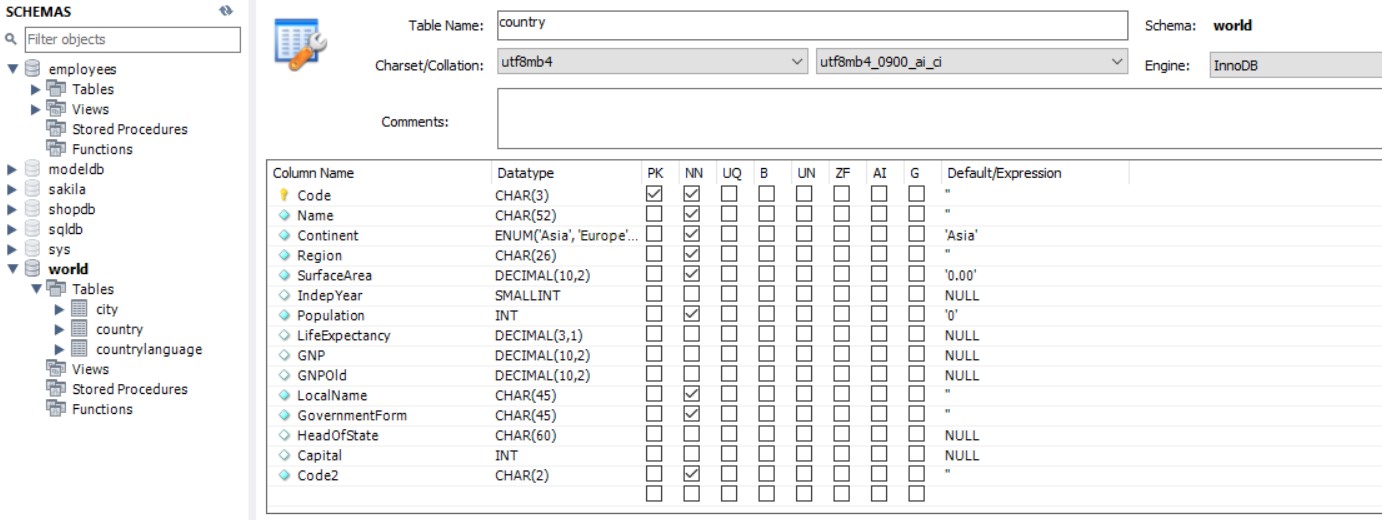 SCHEMAS
Filter objects
employees
Tables
Views
Stored Procedures
Functions
modeldb
sakila
shopdb
sqldb
sys
world
Tables
city
country
countrylanguage
Views
Stored Procedures
Functions
Table Name: country Schema: world
Charset/Collation: utf8mb4 utf8mb4_0900_ai_ci Engine: InnoDB
Comments:
Column Name Datatype PK NN UQ B UN ZF AI G Default/Expression
Code CHAR(3) ''
Name CHAR(52) ''
Continent ENUM('Asia','Europe'... 'Asia'
Region CHAR(26) ''
SurfaceArea DECIMAL(10,2) '0.00'
IndepYear SMALLINT NULL
Population INT '0'
LifeExpectancy DECIMAL(3,1) NULL
GNP DECIMAL(10,2) NULL
GNPOld DECIMAL(10,2) NULL
LocalName CHAR(45) ''
GovernmentForm CHAR(45) ''
HeadOfState CHAR(60) NULL
Capital INT NULL
Code2 CHAR(2) ''